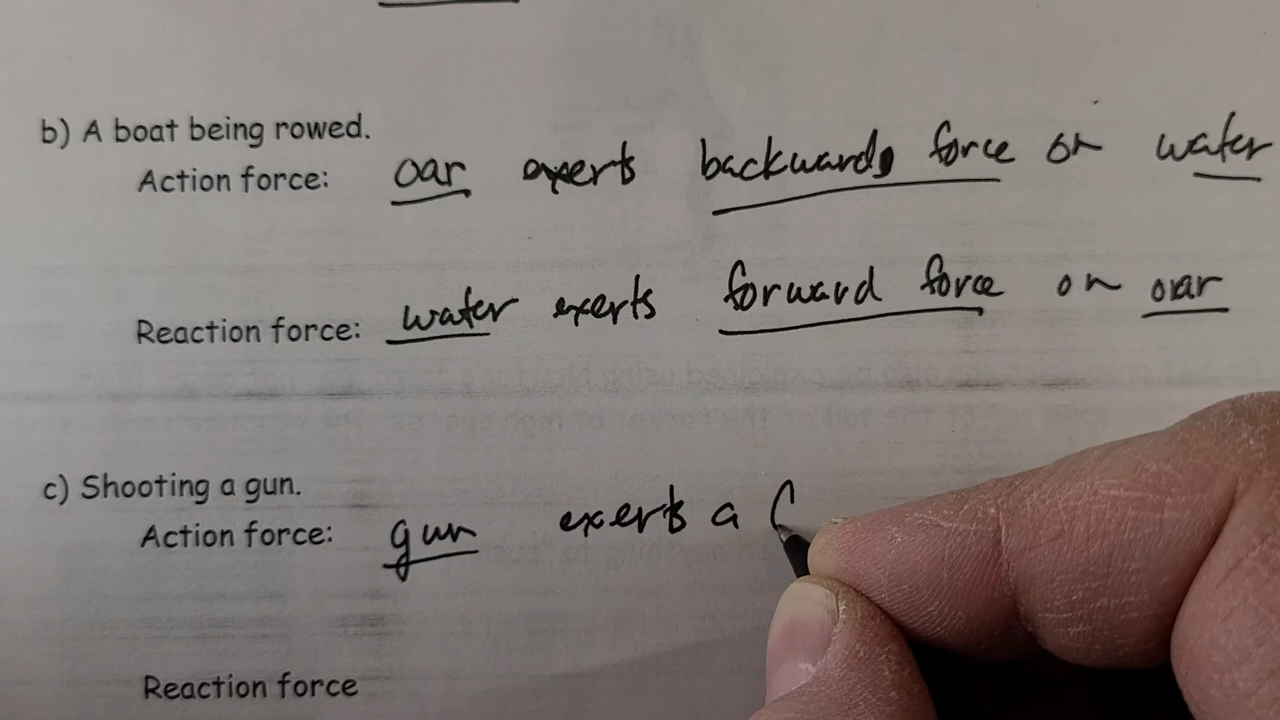 b) A boat being rowed.
Action force: oar exerts backwards force on water
Reaction force: water exerts forward force on oar
c) Shooting a gun.
Action force: gun exerts a
Reaction force